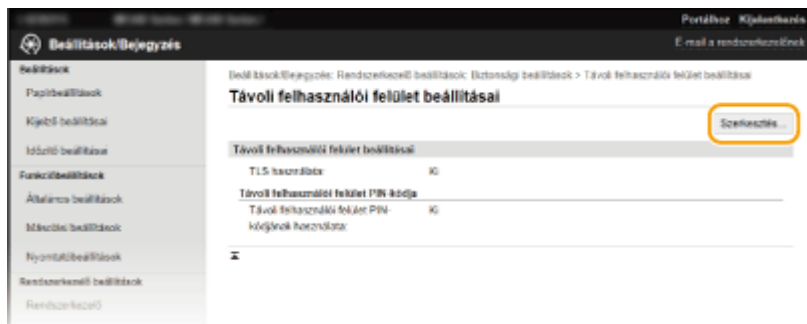 Portálhoz Kijelentkezés
Beállítások/Bejegyzés
E-mail a rendszerkezelőnek
Beállítások
Papírbeállítások
Kijelző beállításai
Időzítő beállításai
Funkcióbeállítások
Általános beállítások
Másolási beállítások
Nyomtatóbeállítások
Rendszerkezelő beállítások
Rendszerkezelő
Beállítások/Bejegyzés: Rendszerkezelő beállítások: Biztonsági beállítások > Távoli felhasználói felület beállításai
Távoli felhasználói felület beállításai
Szerkesztés...
Távoli felhasználói felület beállításai
TLS használata: Ki
Távoli felhasználói felület PIN-kódja
Távoli felhasználói felület PIN- Ki
kódjának használata: